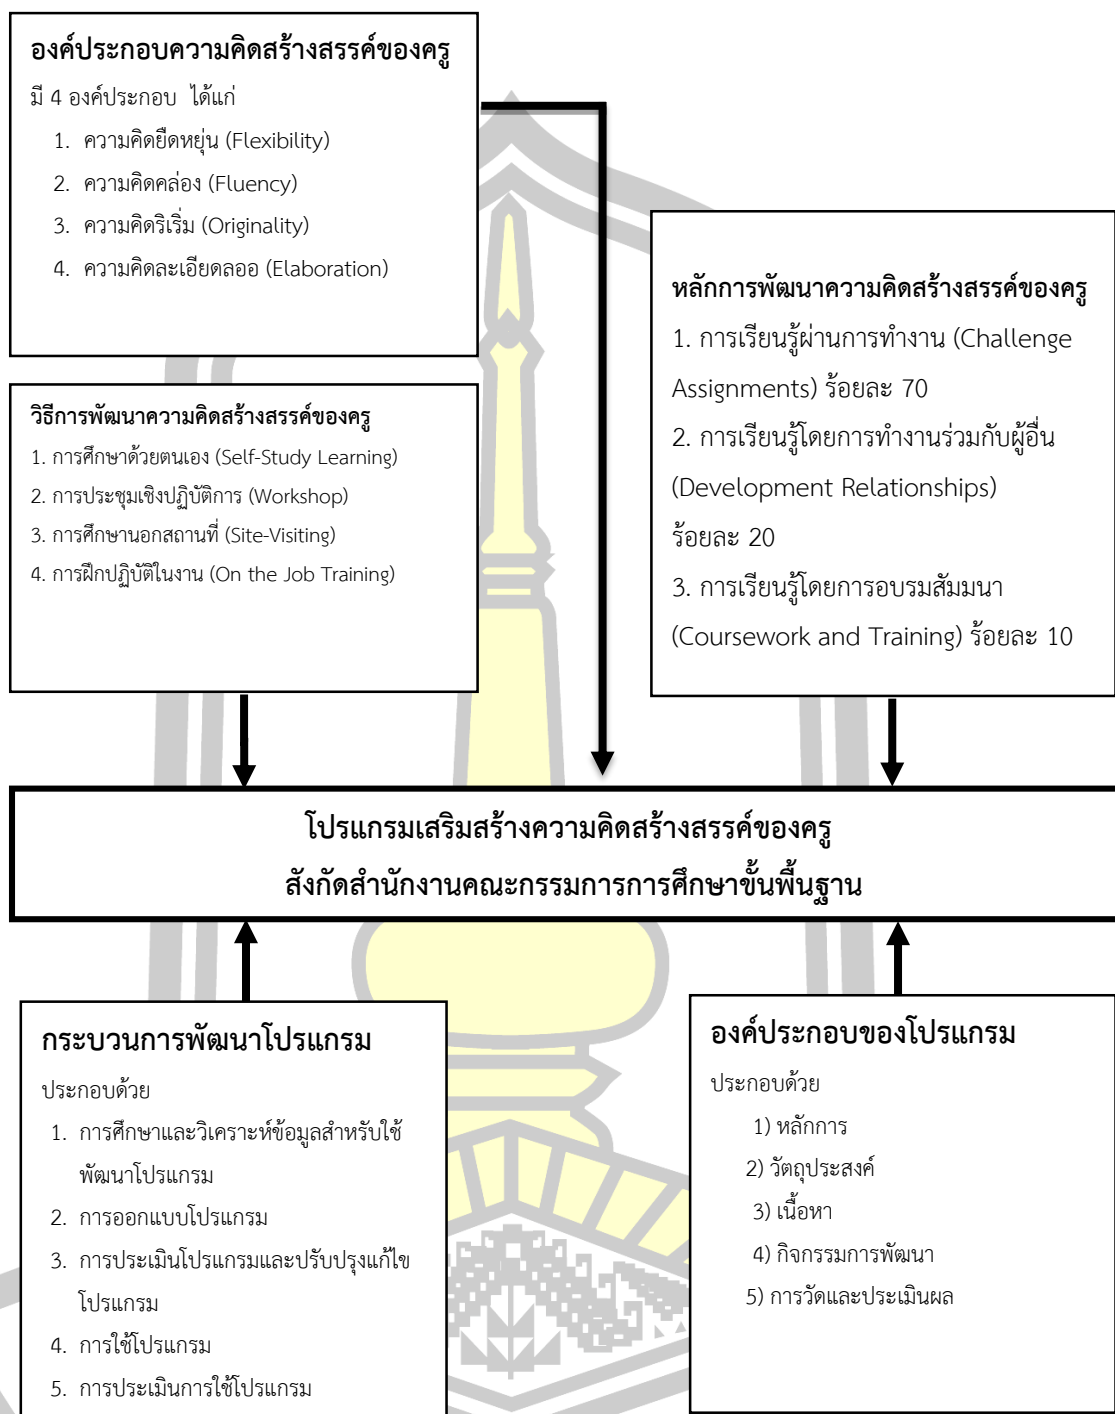 องค์ประกอบความคิดสร้างสรรค์ของครู
มี 4 องค์ประกอบ ได้แก่
1. ความคิดยืดหยุ่น (Flexibility)
2. ความคิดคล่อง (Fluency)
3. ความคิดริเริ่ม (Originality)
4. ความคิดละเอียดลออ (Elaboration)
วิธีการพัฒนาความคิดสร้างสรรค์ของครู
1. การศึกษาด้วยตนเอง (Self-Study Learning)
2. การประชุมเชิงปฏิบัติการ (Workshop)
3. การศึกษานอกสถานที่ (Site-Visiting)
4. การฝึกปฏิบัติในงาน (On the Job Training)
หลักการพัฒนาความคิดสร้างสรรค์ของครู
1. การเรียนรู้ผ่านการทำงาน (Challenge
Assignments) ร้อยละ 70
2. การเรียนรู้โดยการทำงานร่วมกับผู้อื่น
(Development Relationships)
ร้อยละ 20
3. การเรียนรู้โดยการอบรมสัมมนา
(Coursework and Training) ร้อยละ 10
โปรแกรมเสริมสร้างความคิดสร้างสรรค์ของครู
สังกัดสำนักงานคณะกรรมการการศึกษาขั้นพื้นฐาน
กระบวนการพัฒนาโปรแกรม
ประกอบด้วย
1. การศึกษาและวิเคราะห์ข้อมูลสำหรับใช้
พัฒนาโปรแกรม
2. การออกแบบโปรแกรม
3. การประเมินโปรแกรมและปรับปรุงแก้ไข
โปรแกรม
4. การใช้โปรแกรม
5. การประเมินการใช้โปรแกรม
องค์ประกอบของโปรแกรม
ประกอบด้วย
1) หลักการ
2) วัตถุประสงค์
3) เนื้อหา
4) กิจกรรมการพัฒนา
5) การวัดและประเมินผล